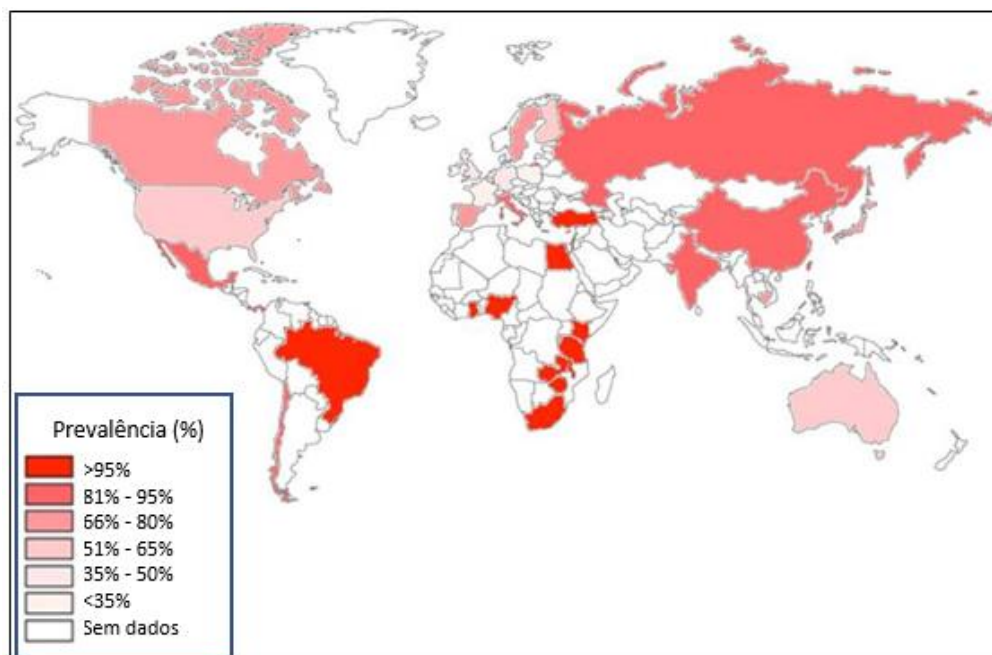 Prevalência (%)
>95%
81% - 95%
66% - 80%
51% - 65%
35% - 50%
<35%
Sem dados